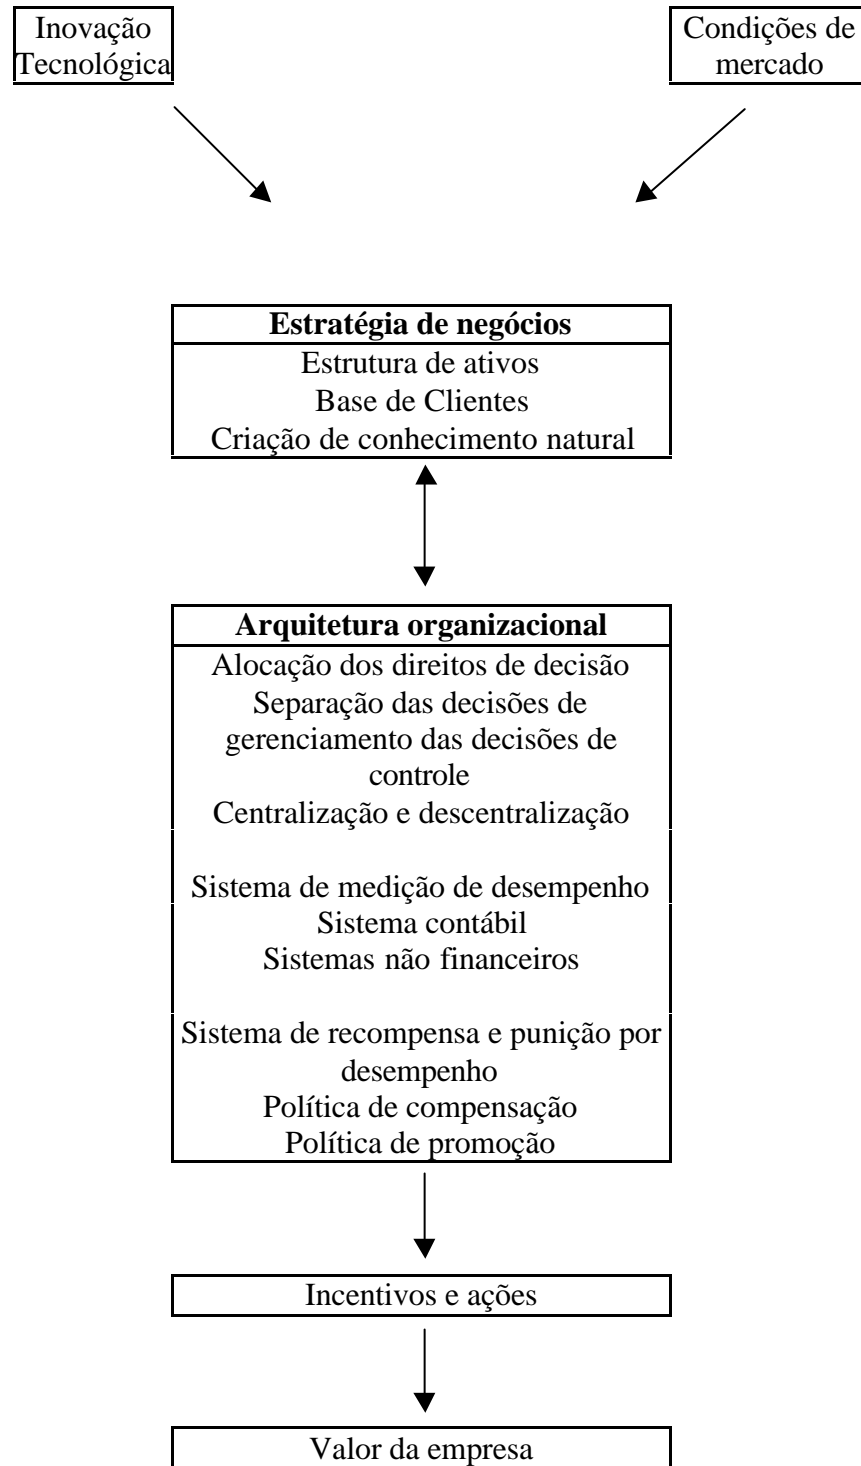 Inovação
Tecnológica
Condições de
mercado
Estratégia de negócios
Estrutura de ativos
Base de Clientes
Criação de conhecimento natural
Arquitetura organizacional
Alocação dos direitos de decisão
Separação das decisões de
gerenciamento das decisões de
controle
Centralização e descentralização
Sistema de medição de desempenho
Sistema contábil
Sistemas não financeiros
Sistema de recompensa e punição por
desempenho
Política de compensação
Política de promoção
Incentivos e ações
Valor da empresa